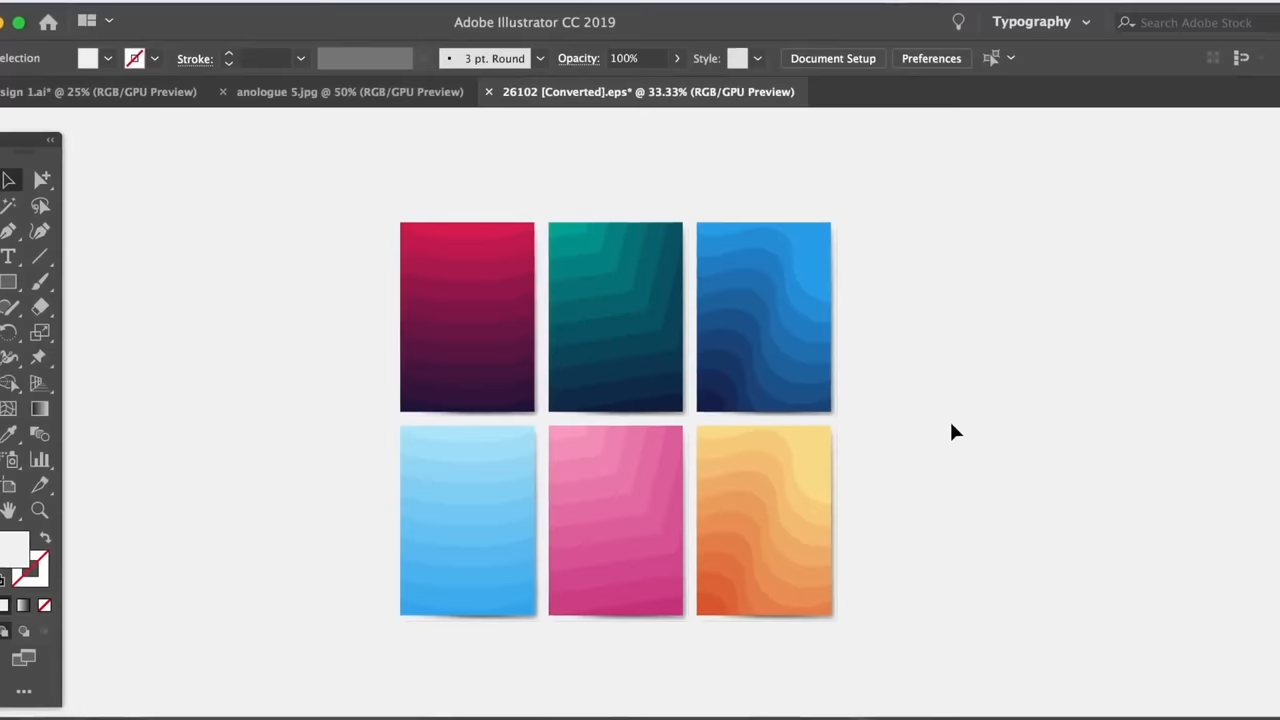 Adobe Illustrator CC 2019
Typography
Search Adobe Stock
election
Stroke:
3 pt. Round
Opacity: 100%
Style:
Document Setup
Preferences
sign 1.ai* @ 25% (RGB/GPU Preview)
× anologue 5.jpg @ 50% (RGB/GPU Preview)
× 26102 [Converted].eps* @ 33.33% (RGB/GPU Preview)